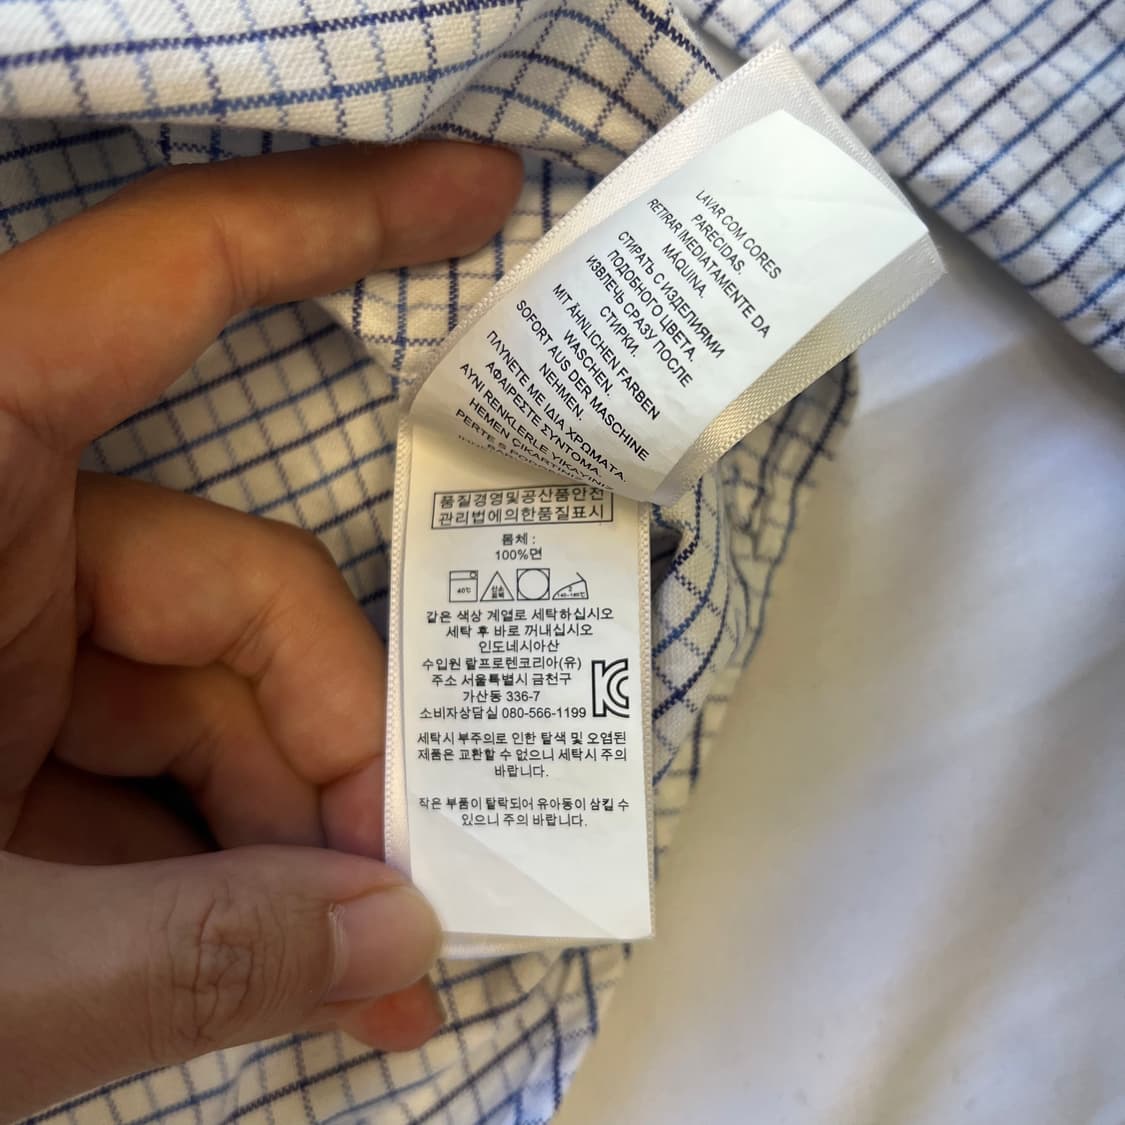 LAVAR COM CORES
PARECIDAS.
RETIRAR IMEDIATAMENTE DA
MÁQUINA.
СТИРАТЬ С ИЗДЕЛИЯМИ
ПОДОБНОГО ЦВЕТА.
ИЗВЛЕЧЬ СРАЗУ ПОСЛЕ
СТИРКИ.
MIT ÄHNLICHEN FARBEN
WASCHEN.
SOFORT AUS DER MASCHINE
NEHMEN.
ΠΛΥΝΕΤΕ ΜΕ ΙΔΙΑ ΧΡΩΜΑΤΑ.
ΑΦΑΙΡΕΣΤΕ ΣΥΝΤΟΜΑ.
AYNI RENKLERLE YIKAYINIZ
HEMEN
품질경영및공산품안전
관리법에의한품질표시
몸체 :
100%면
40℃
산소
표백
140~160℃
같은 색상 계열로 세탁하십시오
세탁 후 바로 꺼내십시오
인도네시아산
수입원 랄프로렌코리아(유)
주소 서울특별시 금천구
가산동 336-7
소비자상담실 080-566-1199
KC
세탁시 부주의로 인한 탈색 및 오염된
제품은 교환할 수 없으니 세탁시 주의
바랍니다.
작은 부품이 탈락되어 유아동이 삼킬 수
있으니 주의 바랍니다.